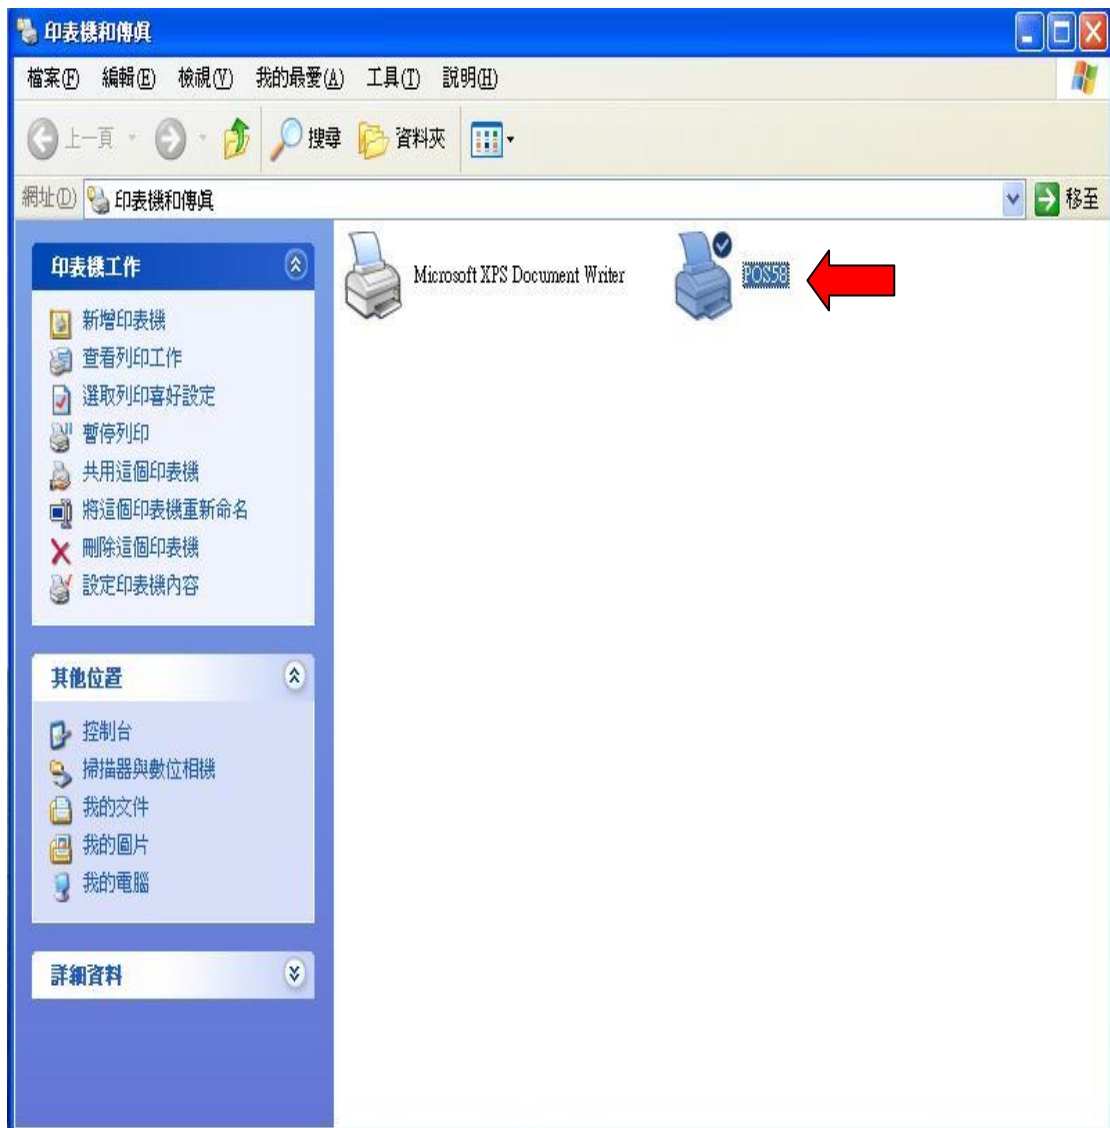 印表機和傳真
檔案(F) 編輯(E) 檢視(V) 我的最愛(A) 工具(T) 說明(H)
上一頁 搜尋 資料夾
網址(D) 印表機和傳真 移至
印表機工作
新增印表機
查看列印工作
選取列印喜好設定
暫停列印
共用這個印表機
將這個印表機重新命名
刪除這個印表機
設定印表機內容
其他位置
控制台
掃描器與數位相機
我的文件
我的圖片
我的電腦
詳細資料
Microsoft XPS Document Writer
POS58